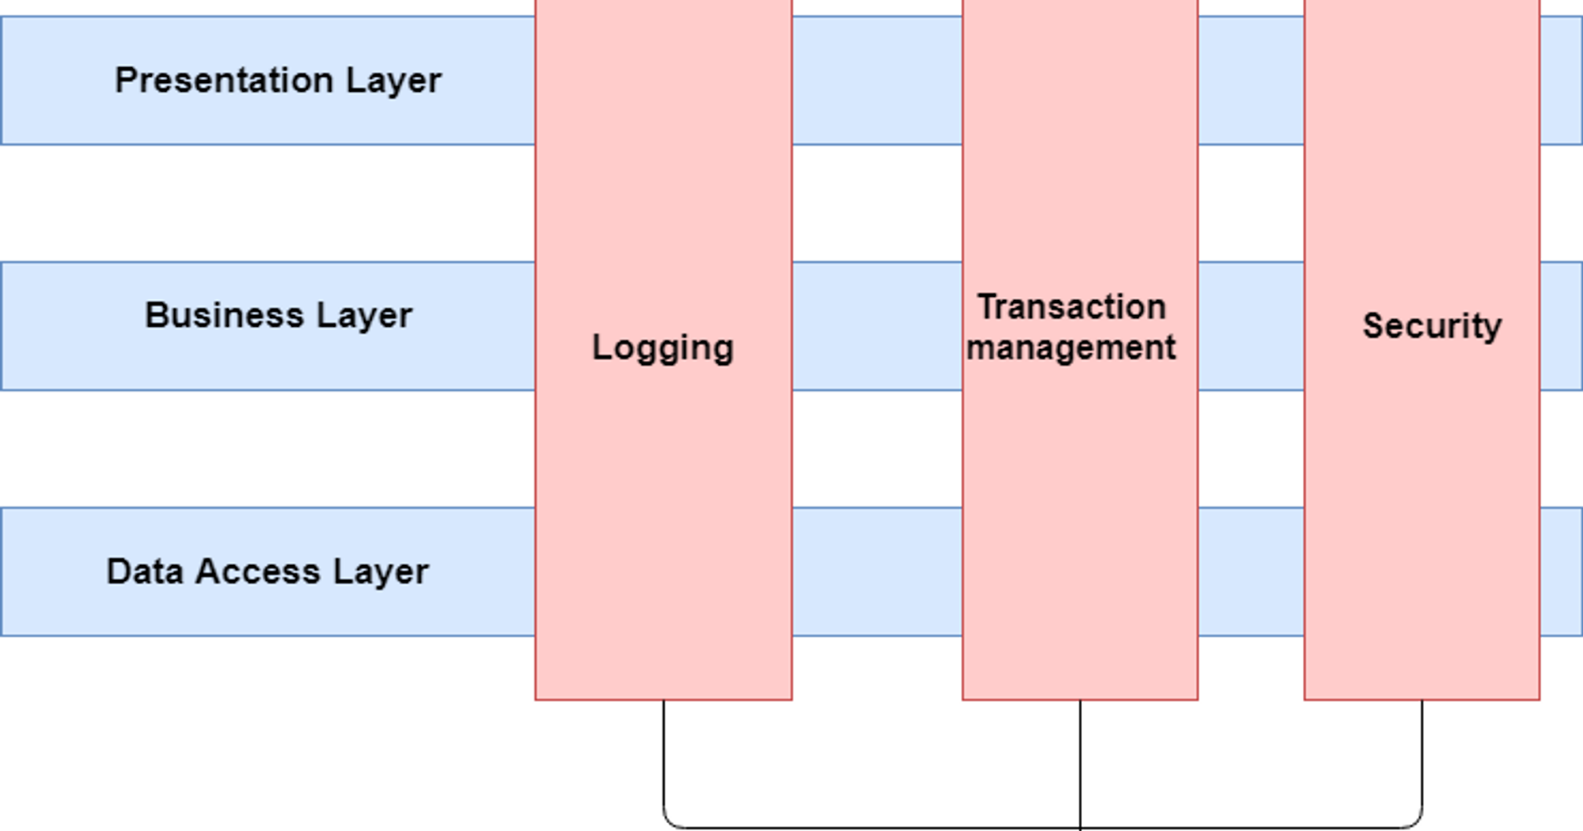 Presentation Layer
Business Layer
Logging
Transaction
management
Security
Data Access Layer